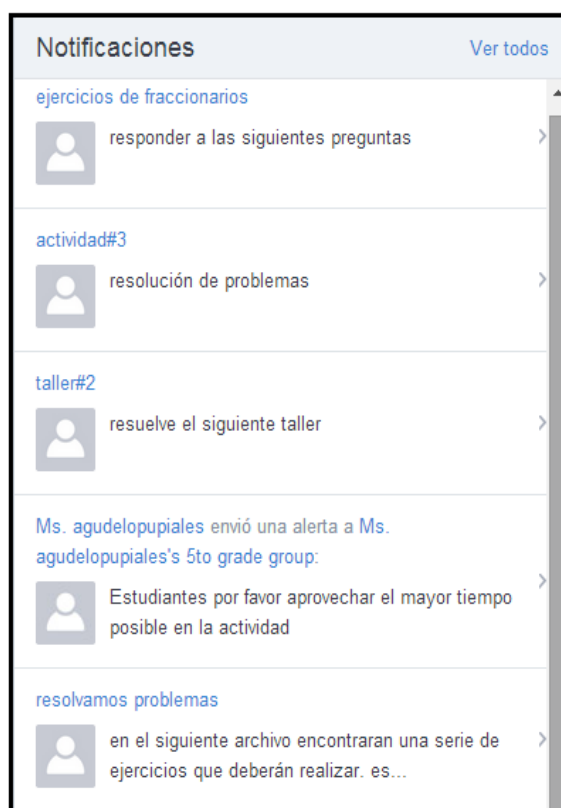 Notificaciones
Ver todos
ejercicios de fraccionarios
responder a las siguientes preguntas
actividad#3
resolución de problemas
taller#2
resuelve el siguiente taller
Ms. agudelopupiales envió una alerta a Ms.
agudelopupiales's 5to grade group:
Estudiantes por favor aprovechar el mayor tiempo
posible en la actividad
resolvamos problemas
en el siguiente archivo encontraran una serie de
ejercicios que deberán realizar. es...